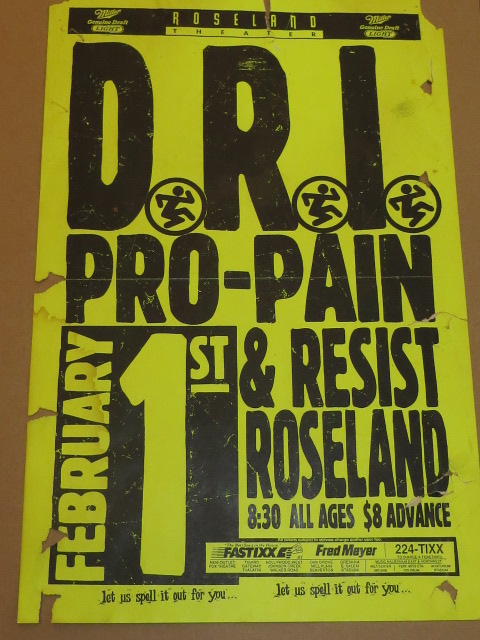 Miller
Genuine Draft
LIGHT
ROSELAND
THEATER
Miller
Genuine Draft
LIGHT
D.R.I.
PRO-PAIN
FEBRUARY
1ST
& RESIST
ROSELAND
8:30 ALL AGES $8 ADVANCE
FASTIXX
Fred Meyer
224-TIXX
let us spell it out for you...
let us spell it out for you...